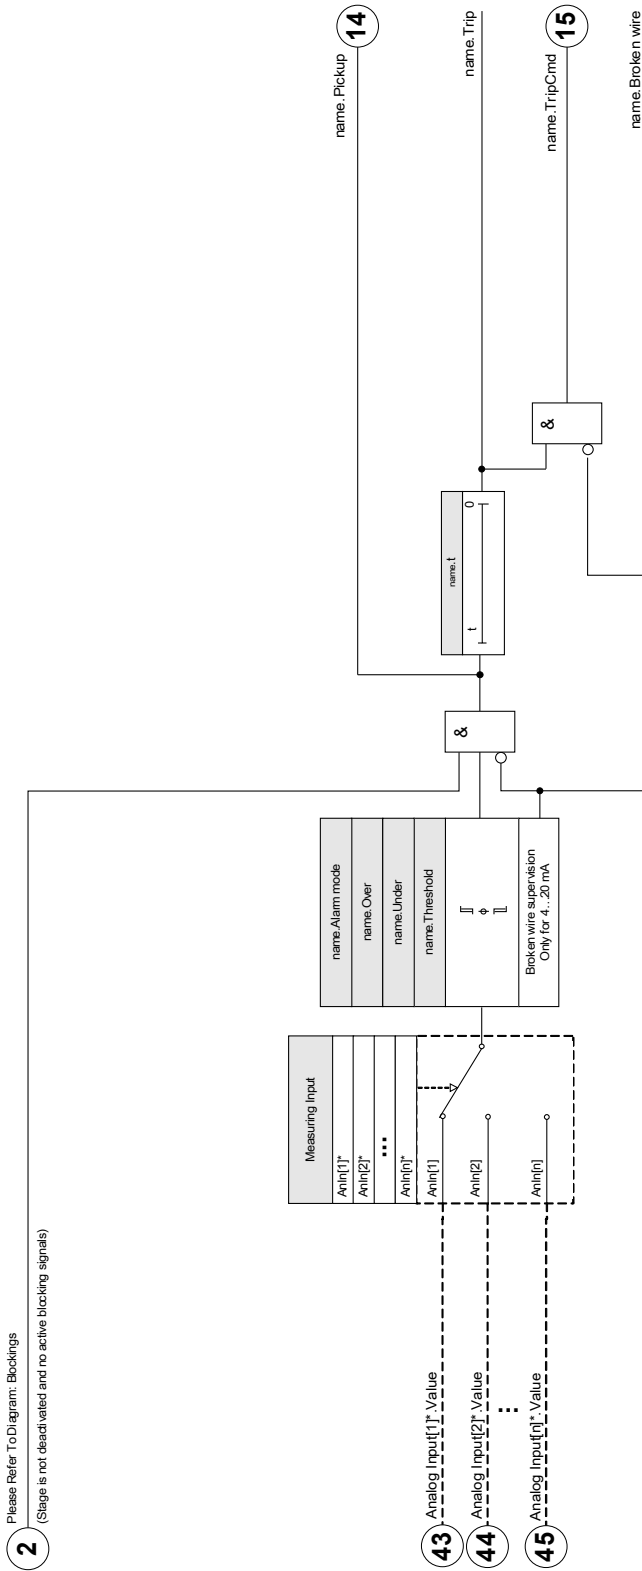 Please Refer To Diagram: Blockings
2
(Stage is not deactivated and no active blocking signals)
name.Pickup
14
name.Trip
name.TripCmd
15
name.Broken wire
Measuring Input
AnIn[1]*
AnIn[2]*
...
AnIn[n]*
AnIn[1]
AnIn[2]
AnIn[n]
43
Analog Input[1]*.Value
44
Analog Input[2]*.Value
...
45
Analog Input[n]*.Value
name.Alarm mode
name.Over
name.Under
name.Threshold
φ
Broken wire supervision
Only for 4…20 mA
&
name.t
t
0
&